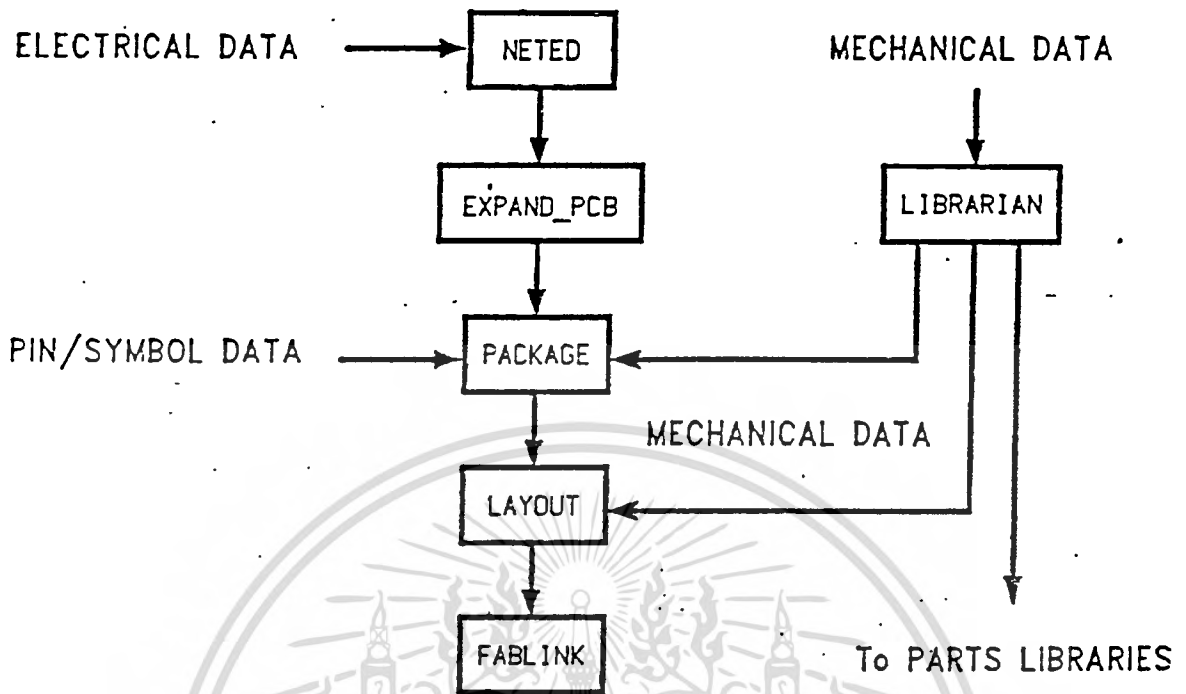 ELECTRICAL DATA
NETED
MECHANICAL DATA
EXPAND_PCB
LIBRARIAN
PIN/SYMBOL DATA
PACKAGE
MECHANICAL DATA
LAYOUT
FABLINK
To PARTS LIBRARIES